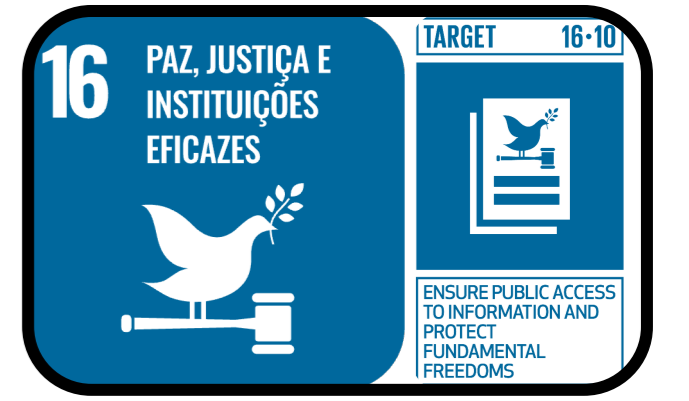 16
PAZ, JUSTIÇA E
INSTITUIÇÕES
EFICAZES
TARGET 16·10
ENSURE PUBLIC ACCESS
TO INFORMATION AND
PROTECT
FUNDAMENTAL
FREEDOMS